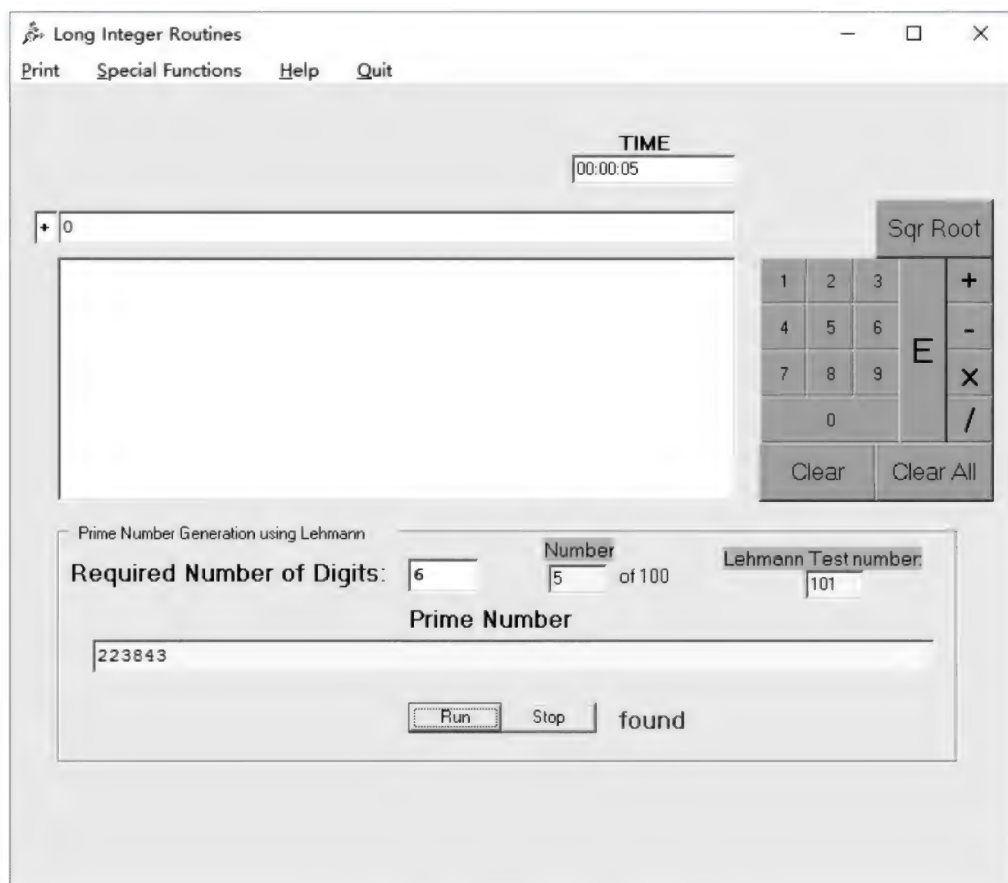 Long Integer Routines
Print Special Functions Help Quit
TIME
00:00:05
+ 0
Sqr Root
1 2 3 +
4 5 6 E -
7 8 9 X
0 /
Clear Clear All
Prime Number Generation using Lehmann
Required Number of Digits: 6 Number 5 of 100 Lehmann Test number: 101
Prime Number
223843
Run Stop found